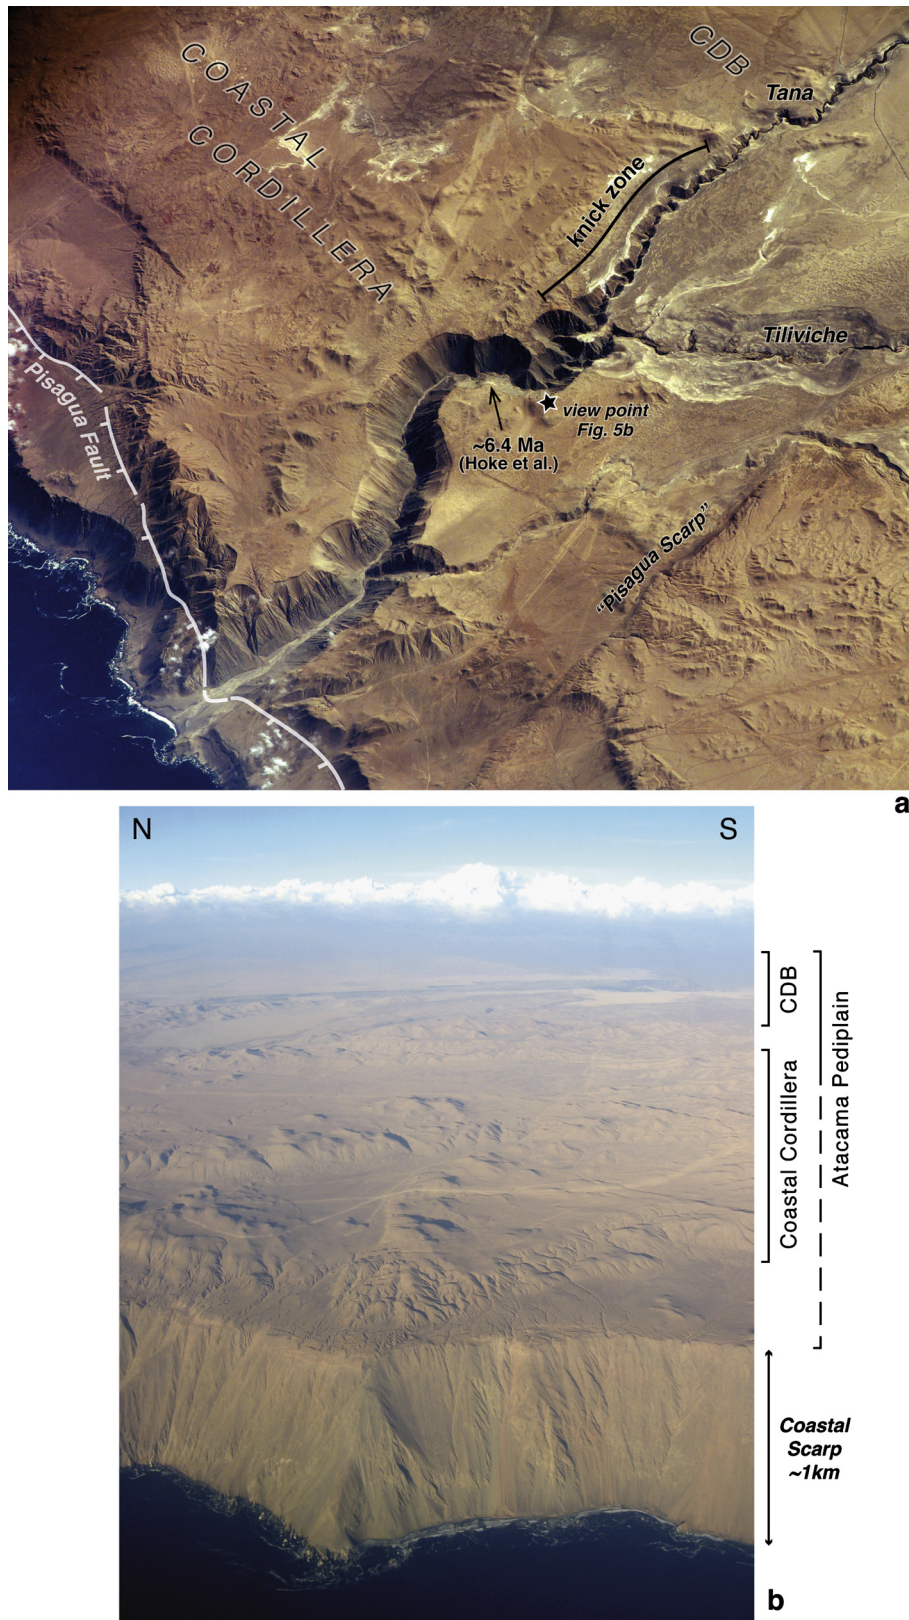 COASTAL
CORDILLERA
CDB
Tana
knick zone
Tiliviche
Pisagua Fault
view point
Fig. 5b
~6.4 Ma
(Hoke et al.)
“Pisagua Scarp”
a
N
S
CDB
Coastal Cordillera
Atacama Pediplain
Coastal
Scarp
~1km
b